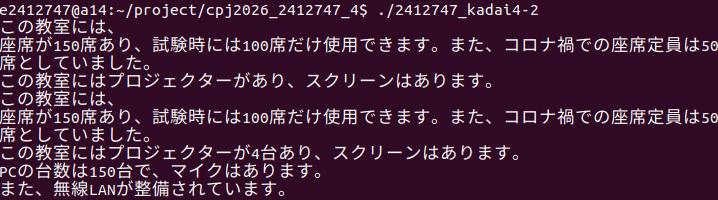 e2412747@a14:~/project/cpj2026_2412747_4$ ./2412747_kadai4-2
この教室には、
座席が150席あり、試験時には100席だけ使用できます。また、コロナ禍での座席定員は50
席としていました。
この教室にはプロジェクターがあり、スクリーンはあります。
この教室には、
座席が150席あり、試験時には100席だけ使用できます。また、コロナ禍での座席定員は50
席としていました。
この教室にはプロジェクターが4台あり、スクリーンはあります。
PCの台数は150台で、マイクはあります。
また、無線LANが整備されています。